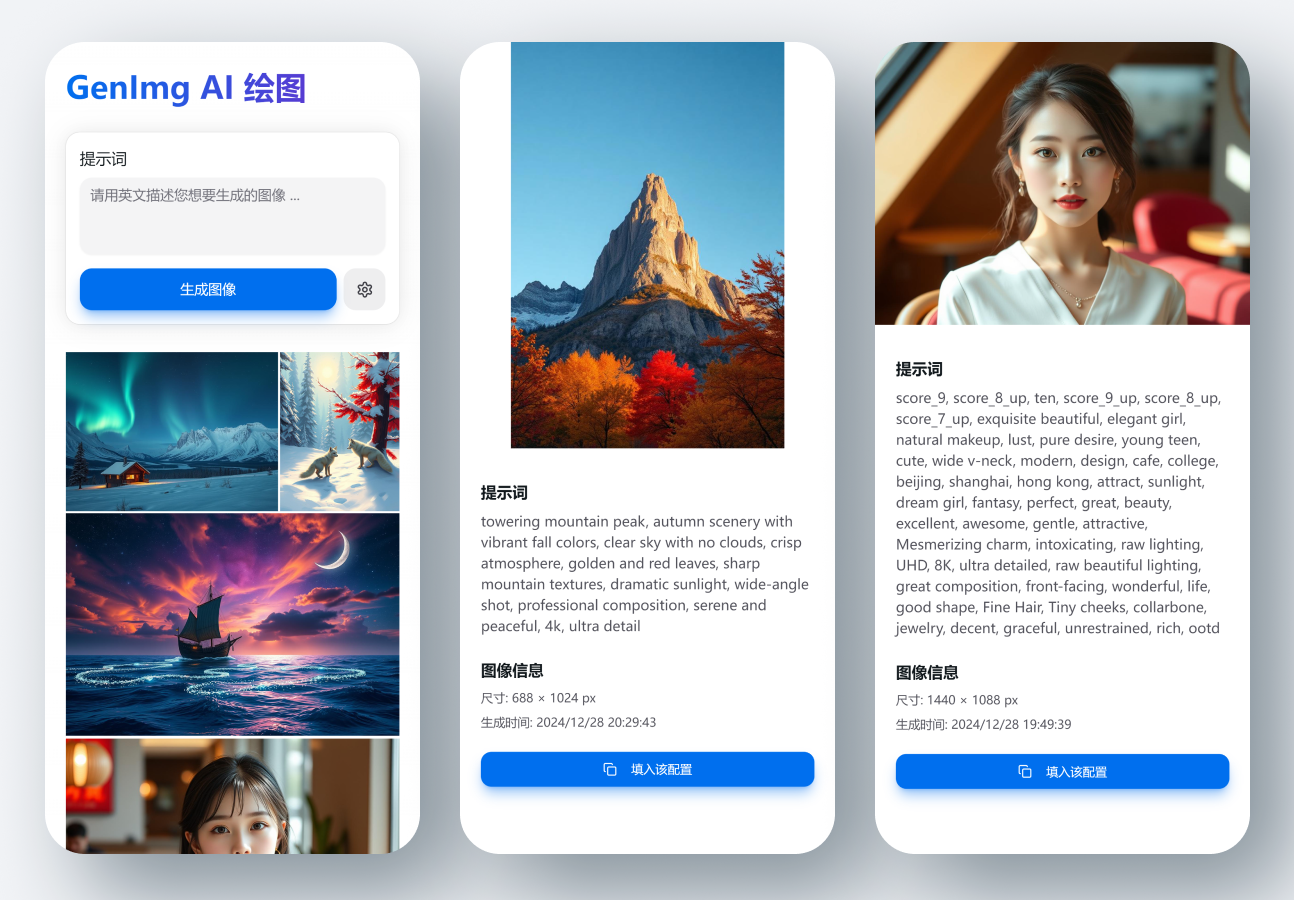 GenImg AI 绘图
提示词
请用英文描述您想要生成的图像 ...
生成图像
提示词
towering mountain peak, autumn scenery with
vibrant fall colors, clear sky with no clouds, crisp
atmosphere, golden and red leaves, sharp
mountain textures, dramatic sunlight, wide-angle
shot, professional composition, serene and
peaceful, 4k, ultra detail
图像信息
尺寸: 688 × 1024 px
生成时间: 2024/12/28 20:29:43
填入该配置
提示词
score_9, score_8_up, ten, score_9_up, score_8_up,
score_7_up, exquisite beautiful, elegant girl,
natural makeup, lust, pure desire, young teen,
cute, wide v-neck, modern, design, cafe, college,
beijing, shanghai, hong kong, attract, sunlight,
dream girl, fantasy, perfect, great, beauty,
excellent, awesome, gentle, attractive,
Mesmerizing charm, intoxicating, raw lighting,
UHD, 8K, ultra detailed, raw beautiful lighting,
great composition, front-facing, wonderful, life,
good shape, Fine Hair, Tiny cheeks, collarbone,
jewelry, decent, graceful, unrestrained, rich, ootd
图像信息
尺寸: 1440 × 1088 px
生成时间: 2024/12/28 19:49:39
填入该配置